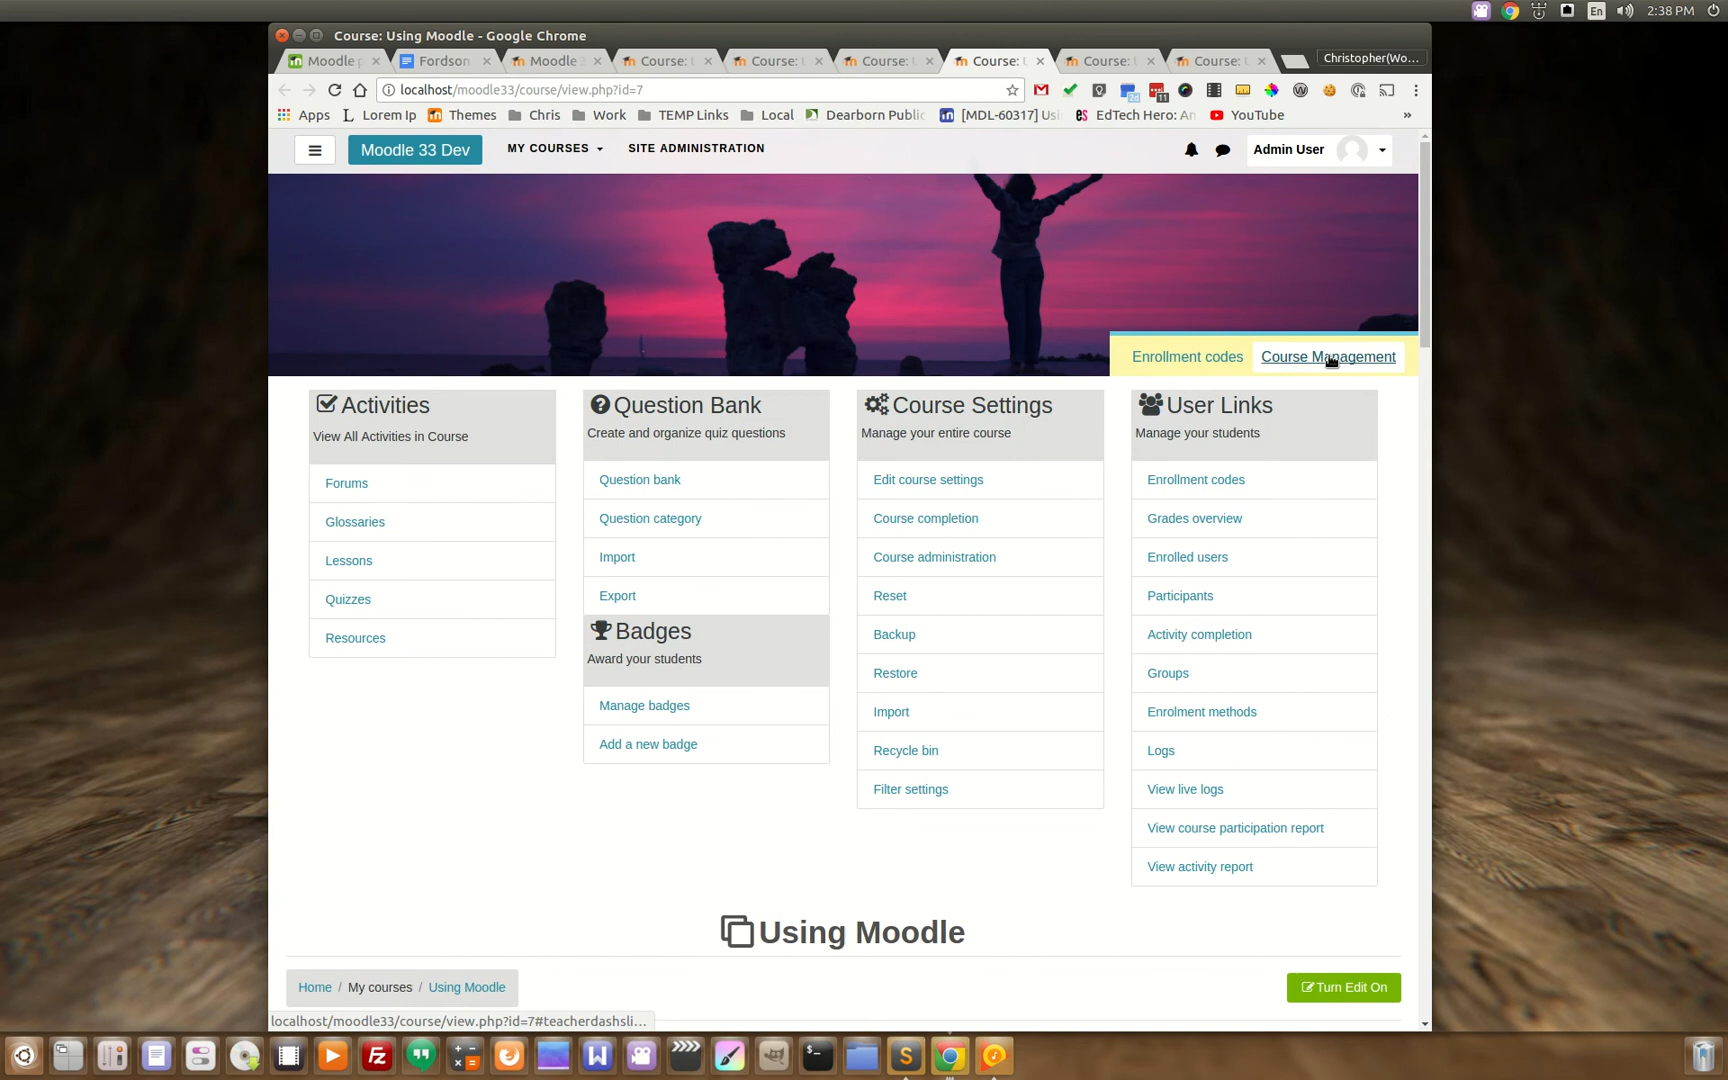 En
2:38 PM
Course: Using Moodle - Google Chrome
Moodle
Fordson
Moodle
Course:
Course:
Course:
Course:
Course:
Course:
Christopher(Wo...
localhost/moodle33/course/view.php?id=7
11
Apps
Lorem Ip
Themes
Chris
Work
TEMP Links
Local
Dearborn Public
[MDL-60317] Us
EdTech Hero: A
YouTube
»
Moodle 33 Dev
MY COURSES
SITE ADMINISTRATION
Admin User
Enrollment codes
Course Management
Activities
View All Activities in Course
Forums
Glossaries
Lessons
Quizzes
Resources
Question Bank
Create and organize quiz questions
Question bank
Question category
Import
Export
Badges
Award your students
Manage badges
Add a new badge
Course Settings
Manage your entire course
Edit course settings
Course completion
Course administration
Reset
Backup
Restore
Import
Recycle bin
Filter settings
User Links
Manage your students
Enrollment codes
Grades overview
Enrolled users
Participants
Activity completion
Groups
Enrolment methods
Logs
View live logs
View course participation report
View activity report
Using Moodle
Home / My courses / Using Moodle
Turn Edit On
localhost/moodle33/course/view.php?id=7#teacherdashsli...